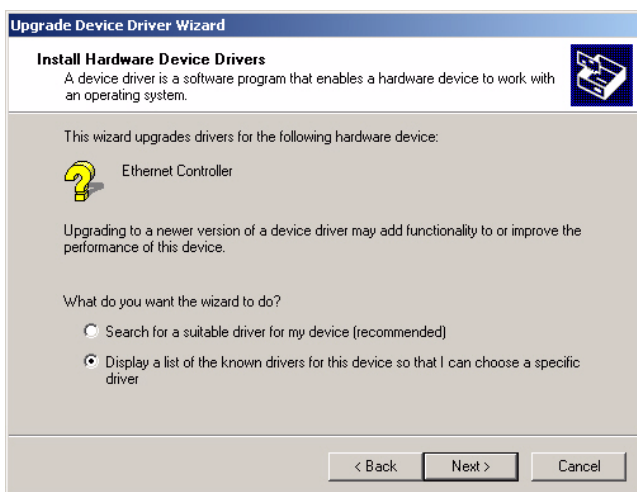 Upgrade Device Driver Wizard
Install Hardware Device Drivers
A device driver is a software program that enables a hardware device to work with
an operating system.
This wizard upgrades drivers for the following hardware device:
Ethernet Controller
Upgrading to a newer version of a device driver may add functionality to or improve the
performance of this device.
What do you want the wizard to do?
Search for a suitable driver for my device (recommended)
Display a list of the known drivers for this device so that I can choose a specific
driver
< Back Next > Cancel